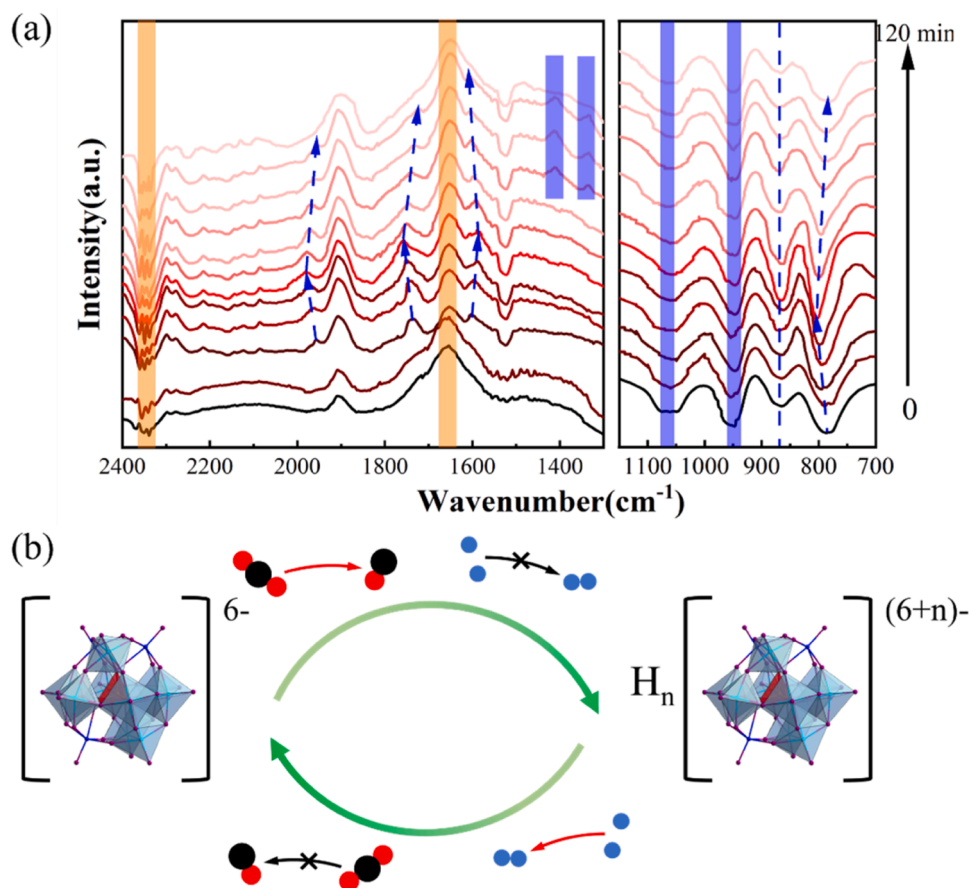 (a)
120 min
0
Intensity(a.u.)
2400 2200 2000 1800 1600 1400 1100 1000 900 800 700
Wavenumber(cm-1)
(b)
6-
(6+n)-
Hn